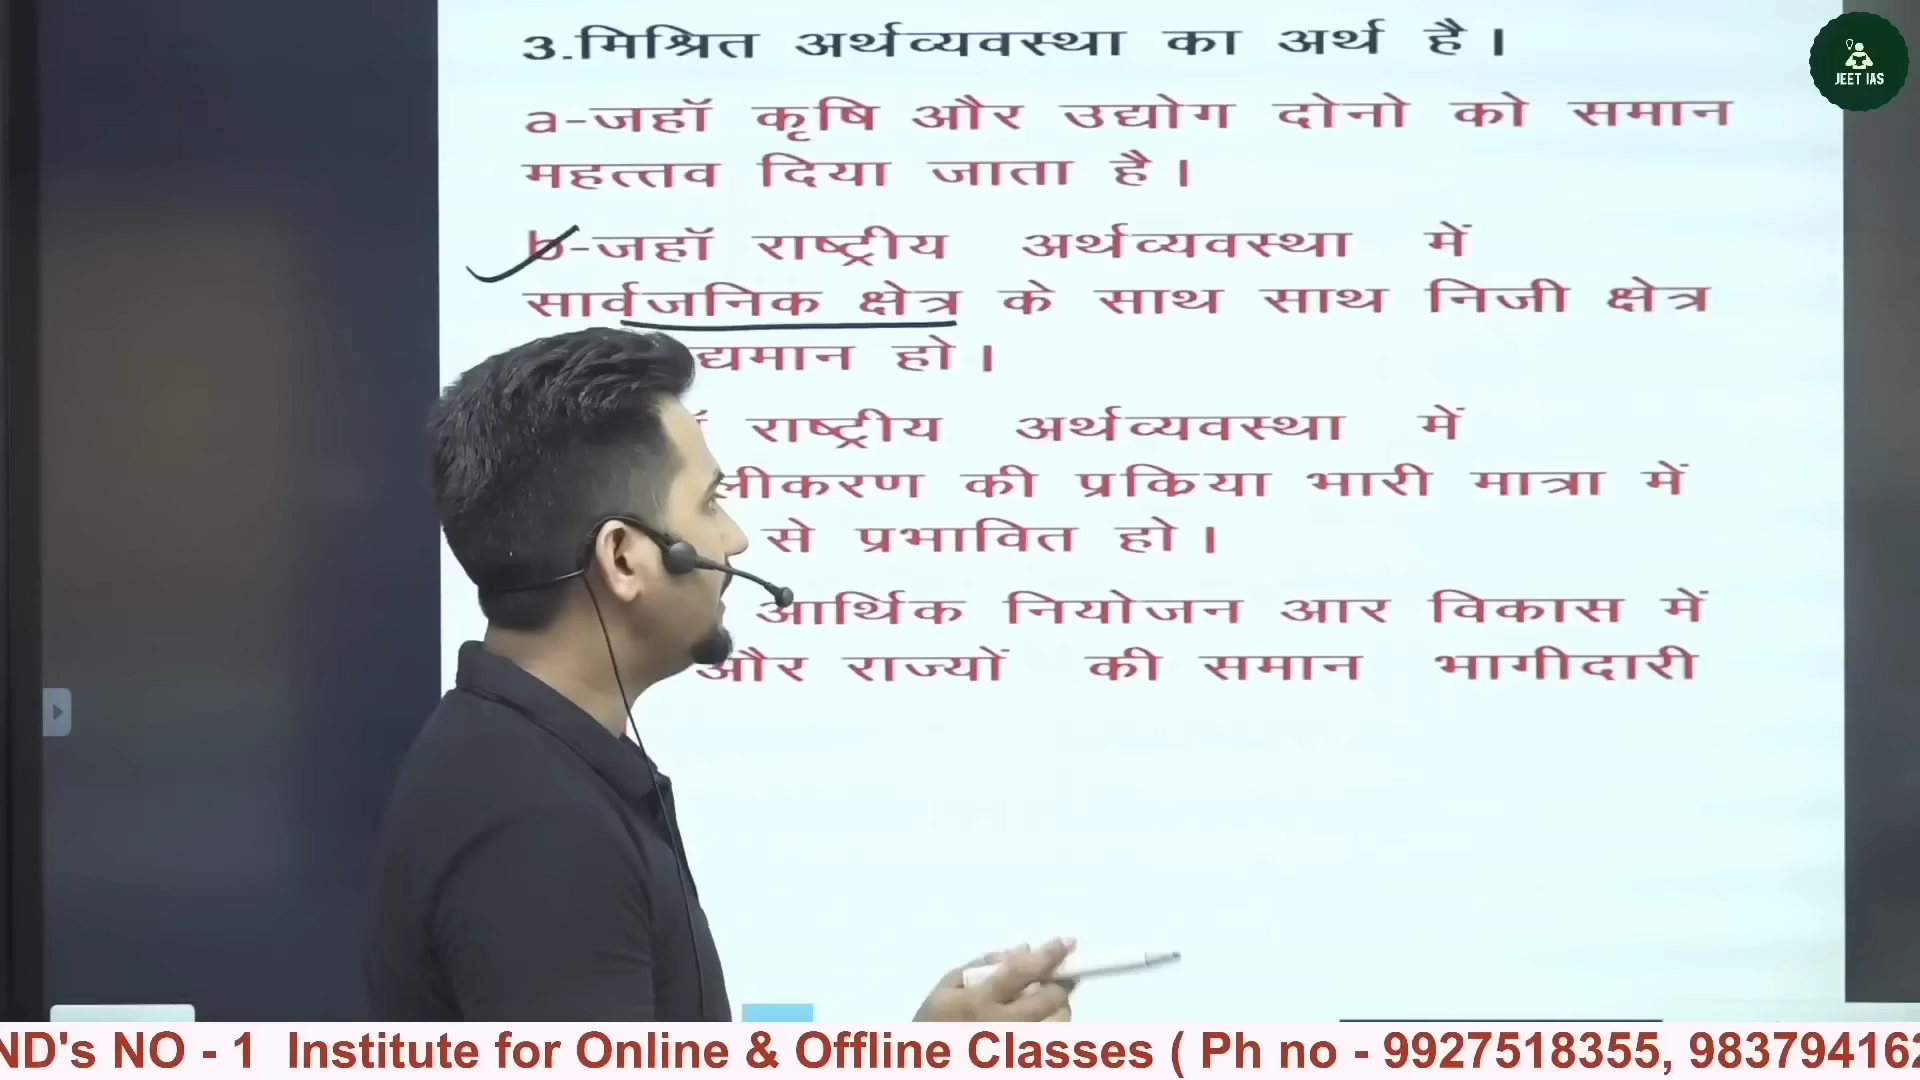 3.मिश्रित अर्थव्यवस्था का अर्थ है।
JEET IAS
a-जहॉ कृषि और उद्योग दोनो को समान
महत्तव दिया जाता है।
b-जहॉ राष्ट्रीय अर्थव्यवस्था में
सार्वजनिक क्षेत्र के साथ साथ निजी क्षेत्र
द्यमान हो।
राष्ट्रीय अर्थव्यवस्था में
लीकरण की प्रकिया भारी मात्रा में
से प्रभावित हो।
आर्थिक नियोजन आर विकास में
और राज्यों की समान भागीदारी
ND's NO - 1 Institute for Online & Offline Classes ( Ph no - 9927518355, 983794162